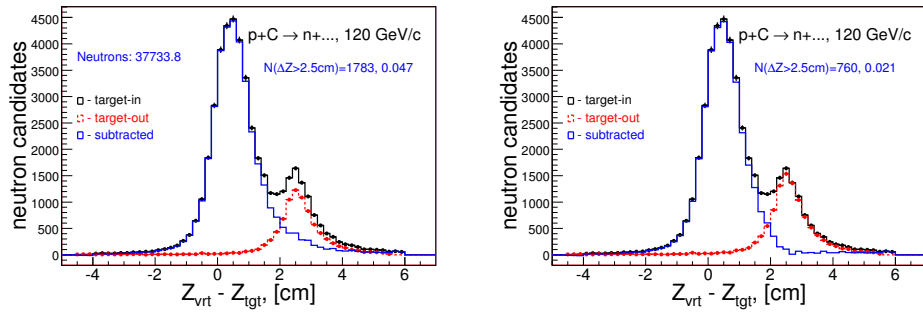 neutron candidates
4500
4000
3500
3000
2500
2000
1500
1000
500
0
p+C → n+..., 120 GeV/c
Neutrons: 37733.8
N(ΔZ>2.5cm)=1783, 0.047
- target-in
- target-out
- subtracted
-4 -2 0 2 4 6
Z_vrt - Z_tgt, [cm]
neutron candidates
4500
4000
3500
3000
2500
2000
1500
1000
500
0
p+C → n+..., 120 GeV/c
N(ΔZ>2.5cm)=760, 0.021
- target-in
- target-out
- subtracted
-4 -2 0 2 4 6
Z_vrt - Z_tgt, [cm]